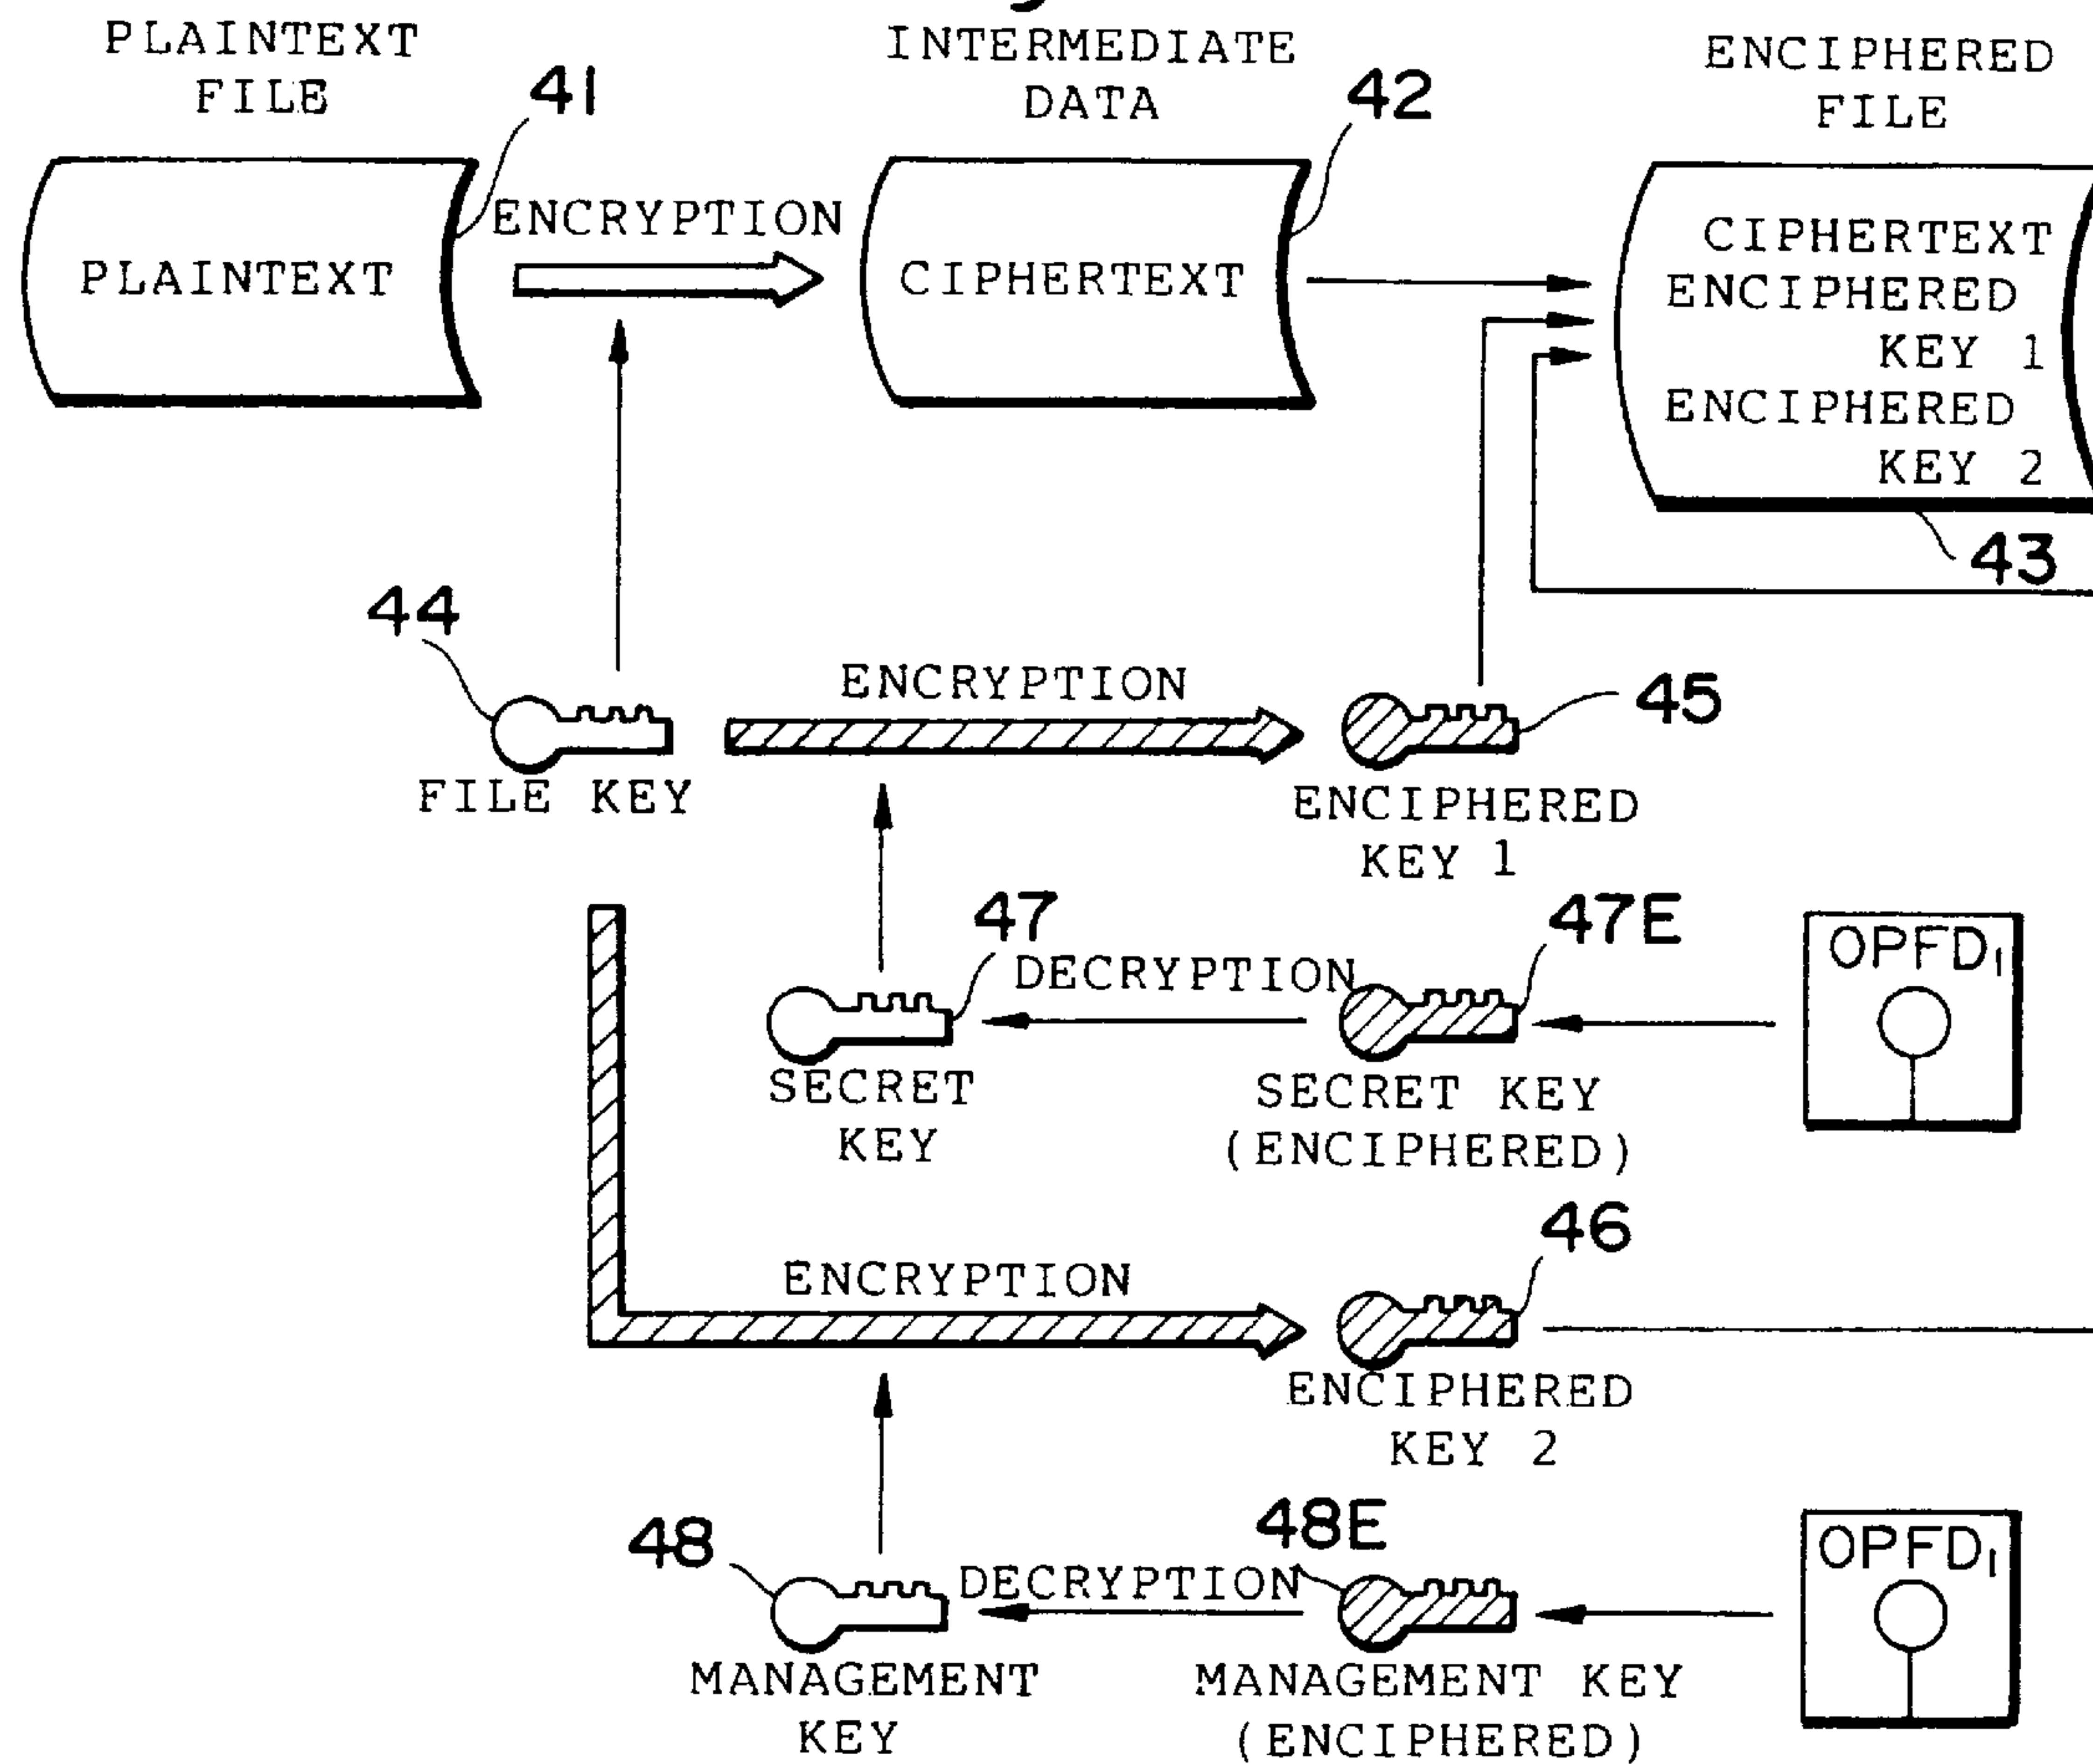 PLAINTEXT
FILE
41
INTERMEDIATE
DATA
42
ENCIPHERED
FILE
PLAINTEXT
ENCRYPTION
CIPHERTEXT
CIPHERTEXT
ENCIPHERED
KEY 1
ENCIPHERED
KEY 2
43
44
FILE KEY
ENCRYPTION
45
ENCIPHERED
KEY 1
47
SECRET
KEY
DECRYPTION
47E
SECRET KEY
(ENCIPHERED)
OPFD1
ENCRYPTION
46
ENCIPHERED
KEY 2
48
MANAGEMENT
KEY
DECRYPTION
48E
MANAGEMENT KEY
(ENCIPHERED)
OPFD1